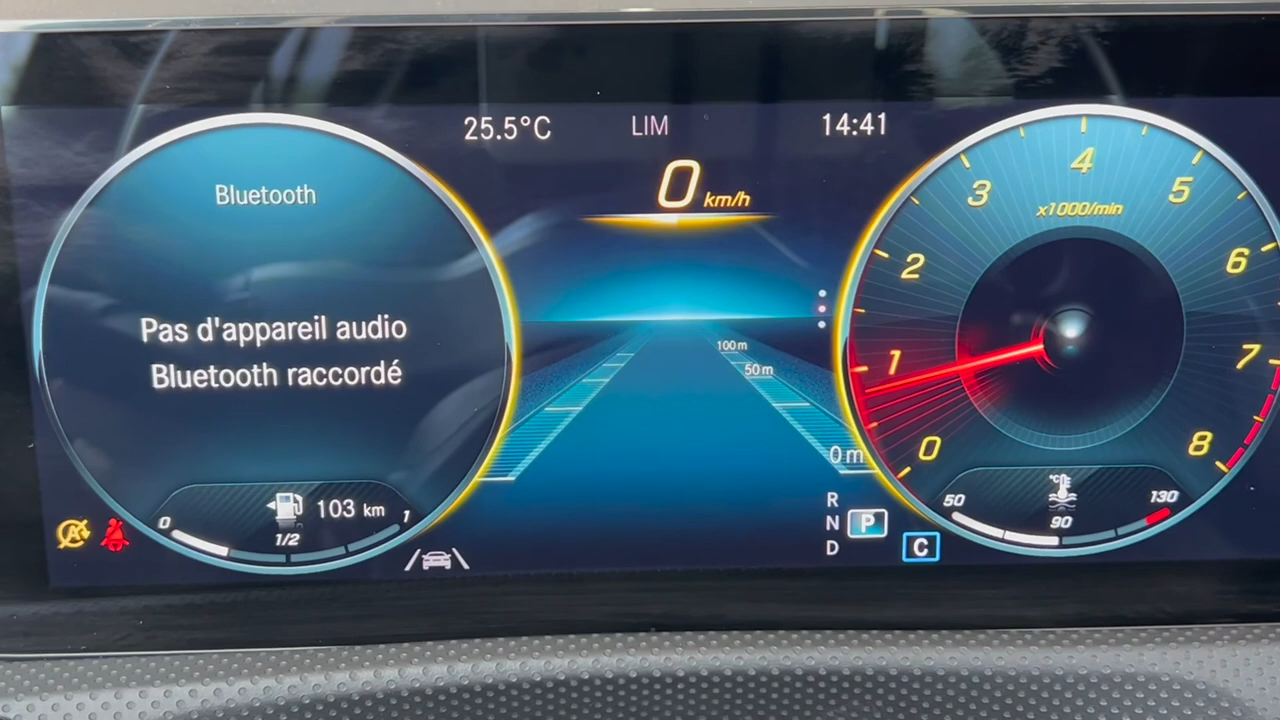 25.5°C LIM 14:41
0 km/h
Bluetooth
Pas d'appareil audio
Bluetooth raccordé
103 km
0 1/2 1
100 m
50 m
0 m
R
N
D
P
C
A
0 1 2 3 4 5 6 7 8
x1000/min
°C
50 90 130